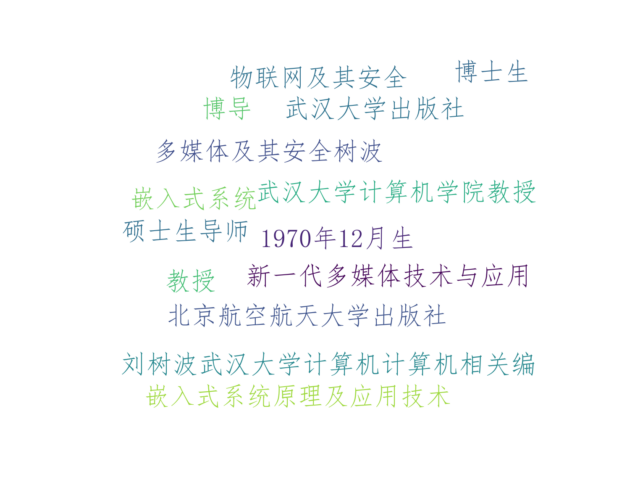 物联网及其安全 博士生
博导 武汉大学出版社
多媒体及其安全树波
嵌入式系统 武汉大学计算机学院教授
硕士生导师 1970年12月生
教授 新一代多媒体技术与应用
北京航空航天大学出版社
刘树波武汉大学计算机计算机相关编
嵌入式系统原理及应用技术